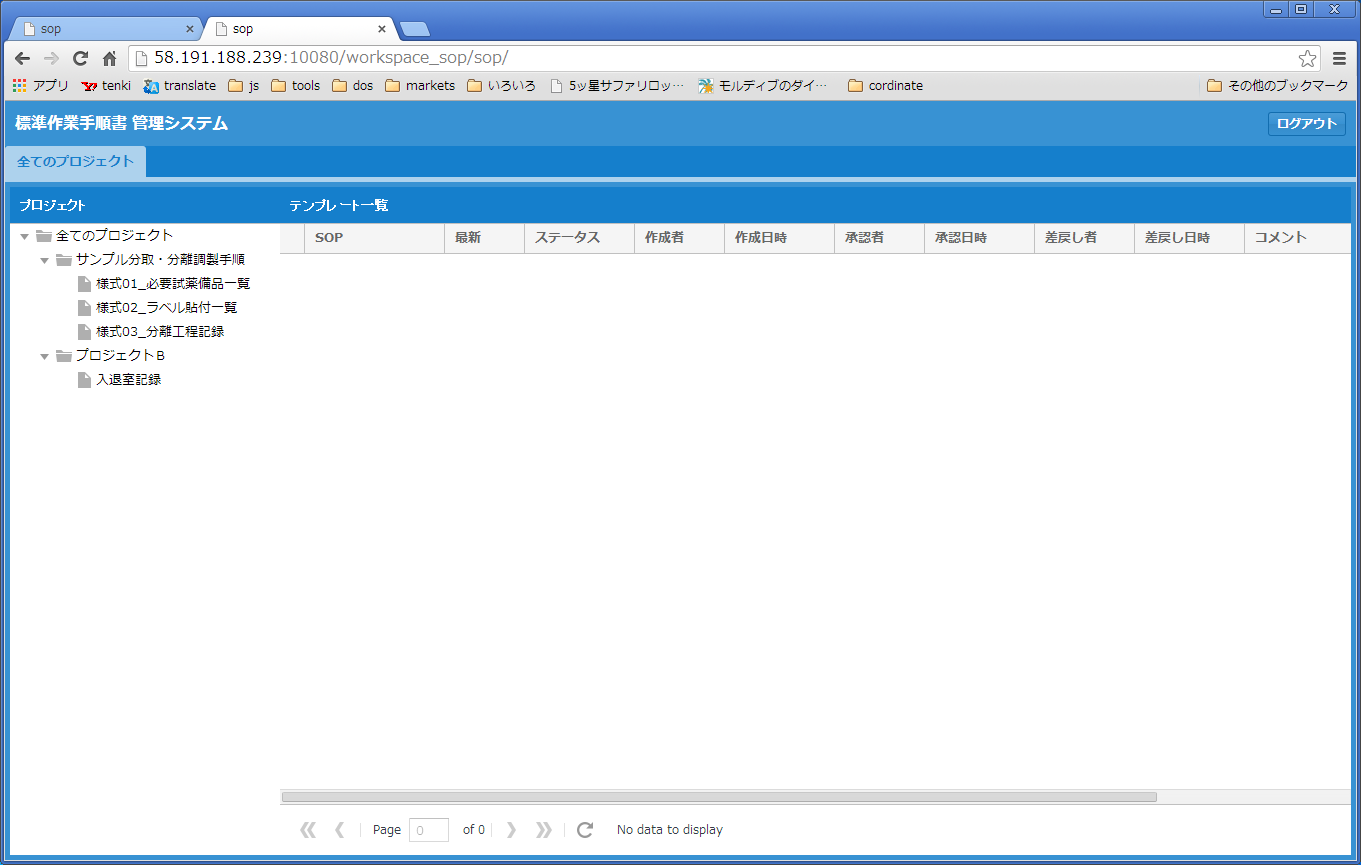 sop
sop
58.191.188.239:10080/workspace_sop/sop/
アプリ tenki translate js tools dos markets いろいろ 5ッ星サファリロッ… モルディブのダイ… cordinate その他のブックマーク
標準作業手順書 管理システム ログアウト
全てのプロジェクト
プロジェクト テンプレート一覧
SOP 最新 ステータス 作成者 作成日時 承認者 承認日時 差戻し者 差戻し日時 コメント
全てのプロジェクト
サンプル分取・分離調製手順
様式01_必要試薬備品一覧
様式02_ラベル貼付一覧
様式03_分離工程記録
プロジェクトB
入退室記録
Page 0 of 0 No data to display